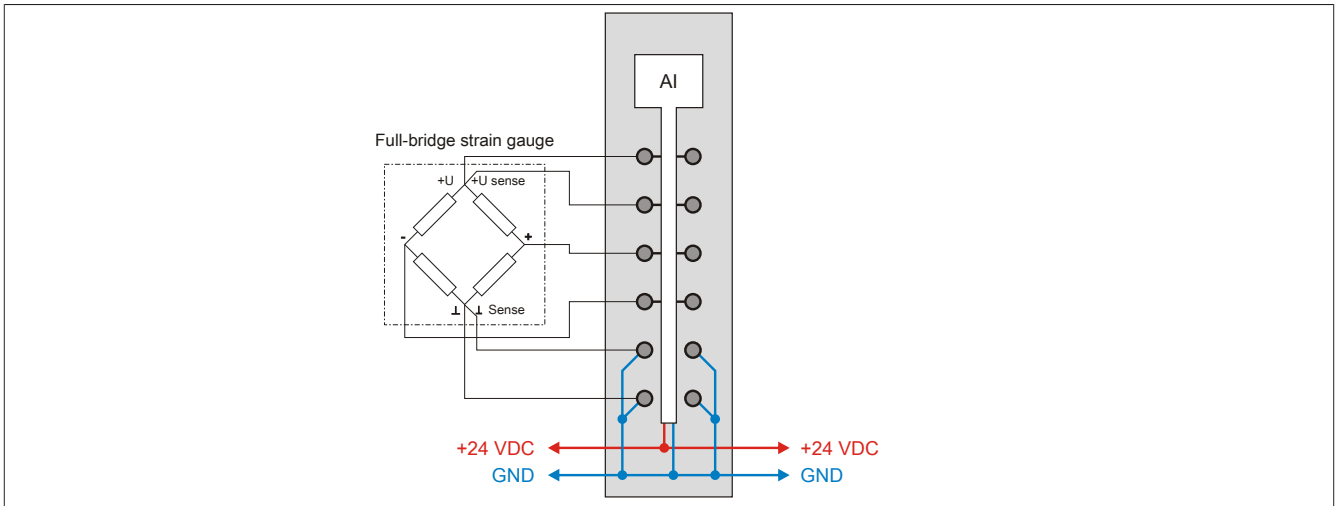 AI
Full-bridge strain gauge
+U +U sense
- +
⊥ ⊥ Sense
+24 VDC +24 VDC
GND GND